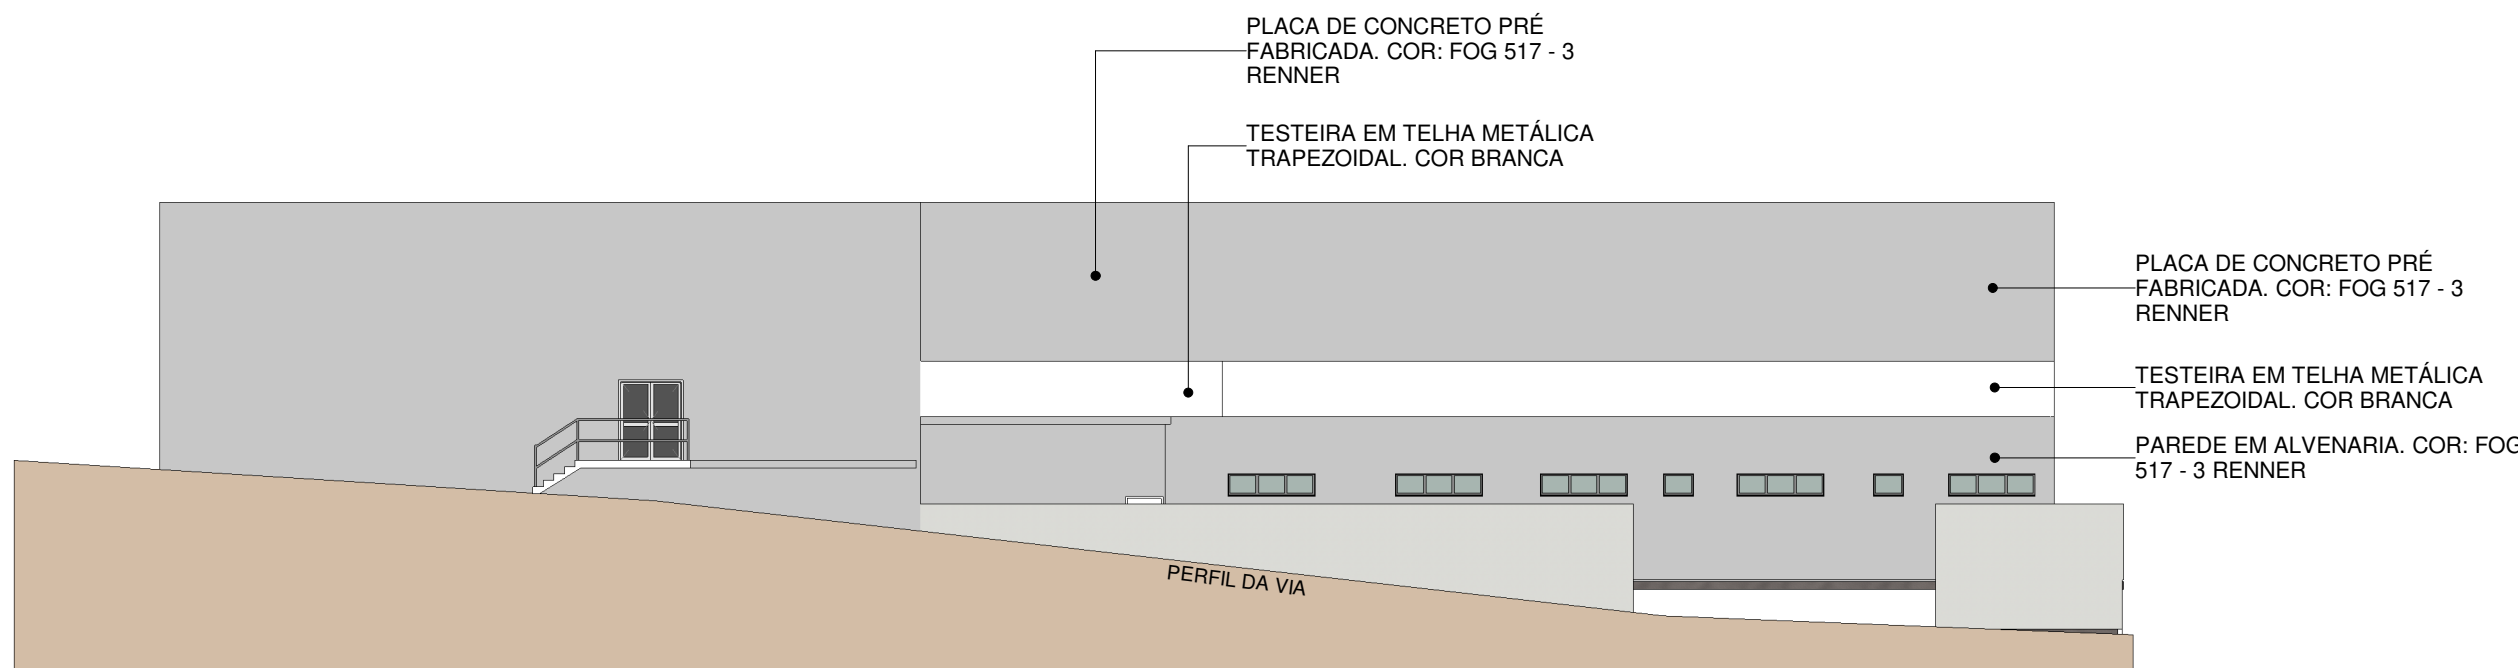 PLACA DE CONCRETO PRÉ
FABRICADA. COR: FOG 517 - 3
RENNER
TESTEIRA EM TELHA METÁLICA
TRAPEZOIDAL. COR BRANCA
PLACA DE CONCRETO PRÉ
FABRICADA. COR: FOG 517 - 3
RENNER
TESTEIRA EM TELHA METÁLICA
TRAPEZOIDAL. COR BRANCA
PAREDE EM ALVENARIA. COR: FOG
517 - 3 RENNER
PERFIL DA VIA